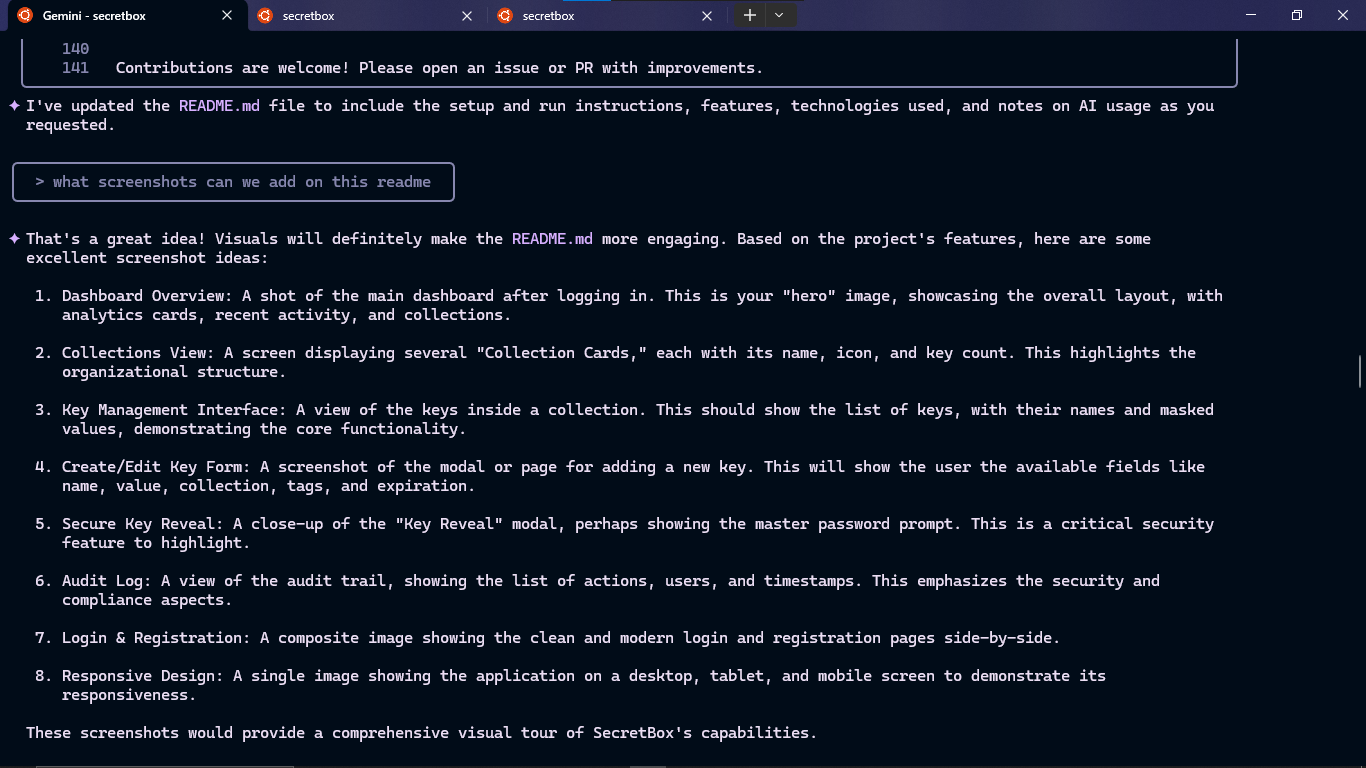 Gemini - secretbox
secretbox
secretbox
140
141 Contributions are welcome! Please open an issue or PR with improvements.
✦ I've updated the README.md file to include the setup and run instructions, features, technologies used, and notes on AI usage as you
requested.
> what screenshots can we add on this readme
✦ That's a great idea! Visuals will definitely make the README.md more engaging. Based on the project's features, here are some
excellent screenshot ideas:
1. Dashboard Overview: A shot of the main dashboard after logging in. This is your "hero" image, showcasing the overall layout, with
analytics cards, recent activity, and collections.
2. Collections View: A screen displaying several "Collection Cards," each with its name, icon, and key count. This highlights the
organizational structure.
3. Key Management Interface: A view of the keys inside a collection. This should show the list of keys, with their names and masked
values, demonstrating the core functionality.
4. Create/Edit Key Form: A screenshot of the modal or page for adding a new key. This will show the user the available fields like
name, value, collection, tags, and expiration.
5. Secure Key Reveal: A close-up of the "Key Reveal" modal, perhaps showing the master password prompt. This is a critical security
feature to highlight.
6. Audit Log: A view of the audit trail, showing the list of actions, users, and timestamps. This emphasizes the security and
compliance aspects.
7. Login & Registration: A composite image showing the clean and modern login and registration pages side-by-side.
8. Responsive Design: A single image showing the application on a desktop, tablet, and mobile screen to demonstrate its
responsiveness.
These screenshots would provide a comprehensive visual tour of SecretBox's capabilities.